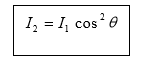 I₂ = I₁ cos² θ